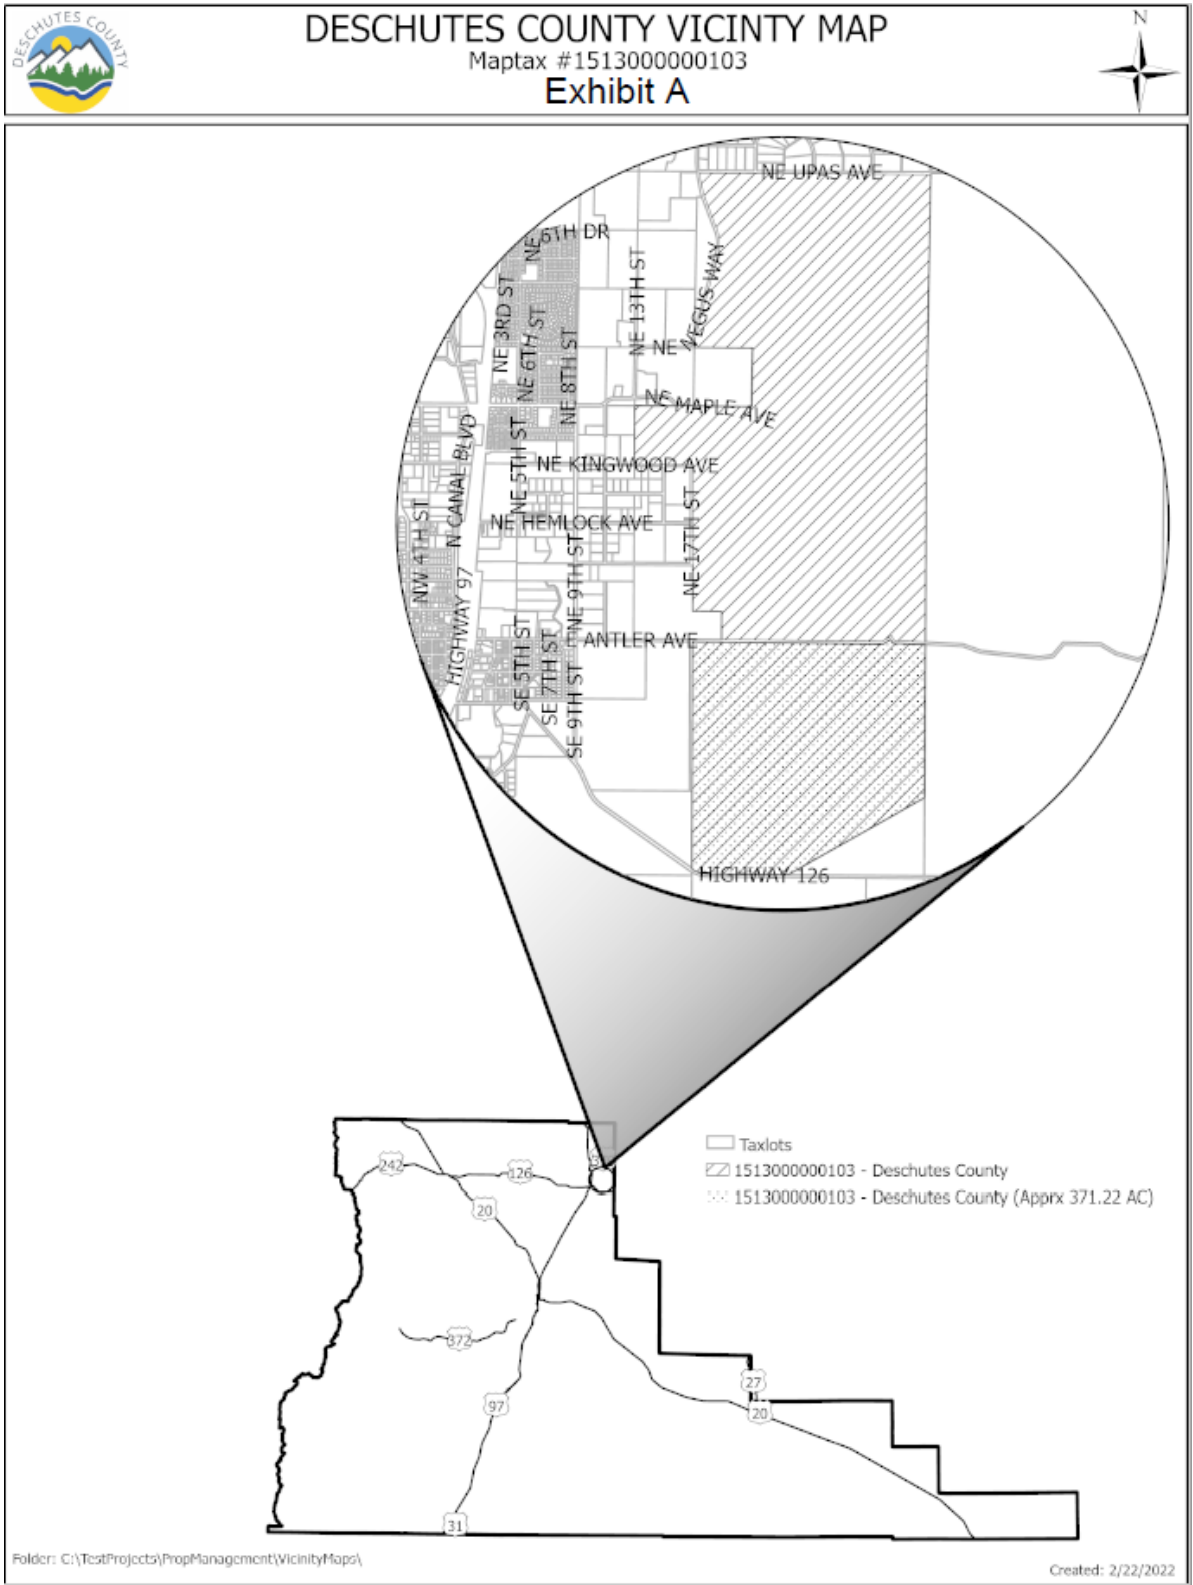 DESCHUTES COUNTY
DESCHUTES COUNTY VICINTY MAP
Maptax #1513000000103
Exhibit A
N
NE UPAS AVE
NE 6TH DR
NE 13TH ST
NEGUS WAY
NE 3RD ST
NE 6TH ST
NE 8TH ST
NE
NE MAPLE AVE
N CANAL BLVD
NE 5TH ST
NE KINGWOOD AVE
NW 4TH ST
NE HEMLOCK AVE
NE 17TH ST
NE 9TH ST
HIGHWAY 97
ANTLER AVE
SE 5TH ST
SE 7TH ST
SE 9TH ST
HIGHWAY 126
Taxlots
1513000000103 - Deschutes County
1513000000103 - Deschutes County (Apprx 371.22 AC)
242
126
20
372
97
27
20
31
Folder: C:\TestProjects\PropManagement\VicinityMaps\
Created: 2/22/2022